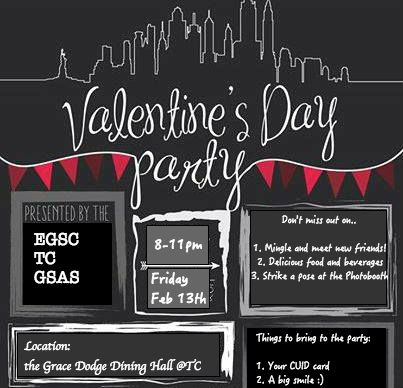 Valentine's Day
party
PRESENTED BY THE
EGSC
TC
GSAS
8-11pm
Friday
Feb 13th
Don't miss out on..
1. Mingle and meet new friends!
2. Delicious food and beverages
3. Strike a pose at the Photobooth
Location:
the Grace Dodge Dining Hall @TC
Things to bring to the party:
1. Your CUID card
2. A big smile :)